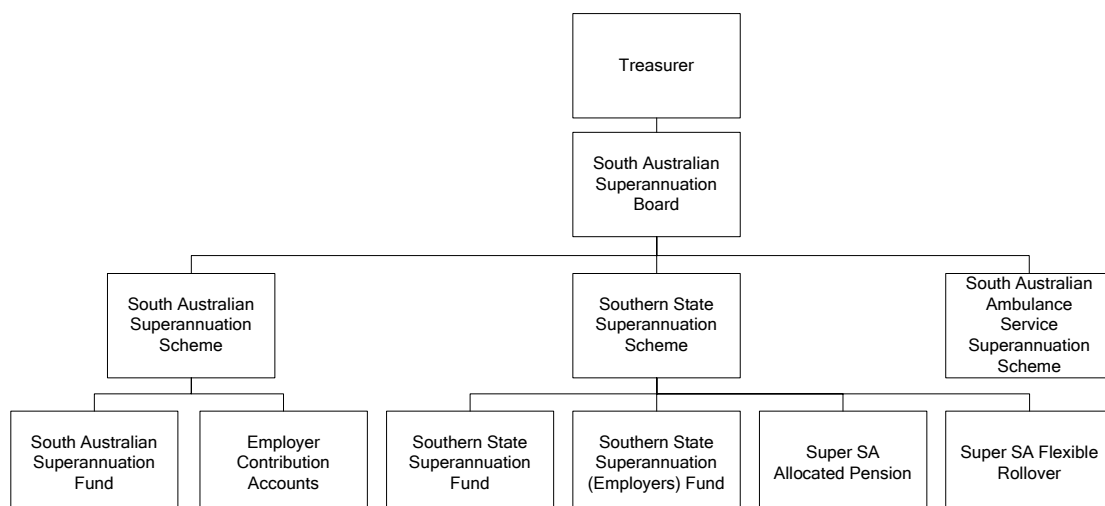 Treasurer
South Australian
Superannuation
Board
South Australian
Superannuation
Scheme
Southern State
Superannuation
Scheme
South Australian
Ambulance
Service
Superannuation
Scheme
South Australian
Superannuation
Fund
Employer
Contribution
Accounts
Southern State
Superannuation
Fund
Southern State
Superannuation
(Employers) Fund
Super SA
Allocated Pension
Super SA Flexible
Rollover